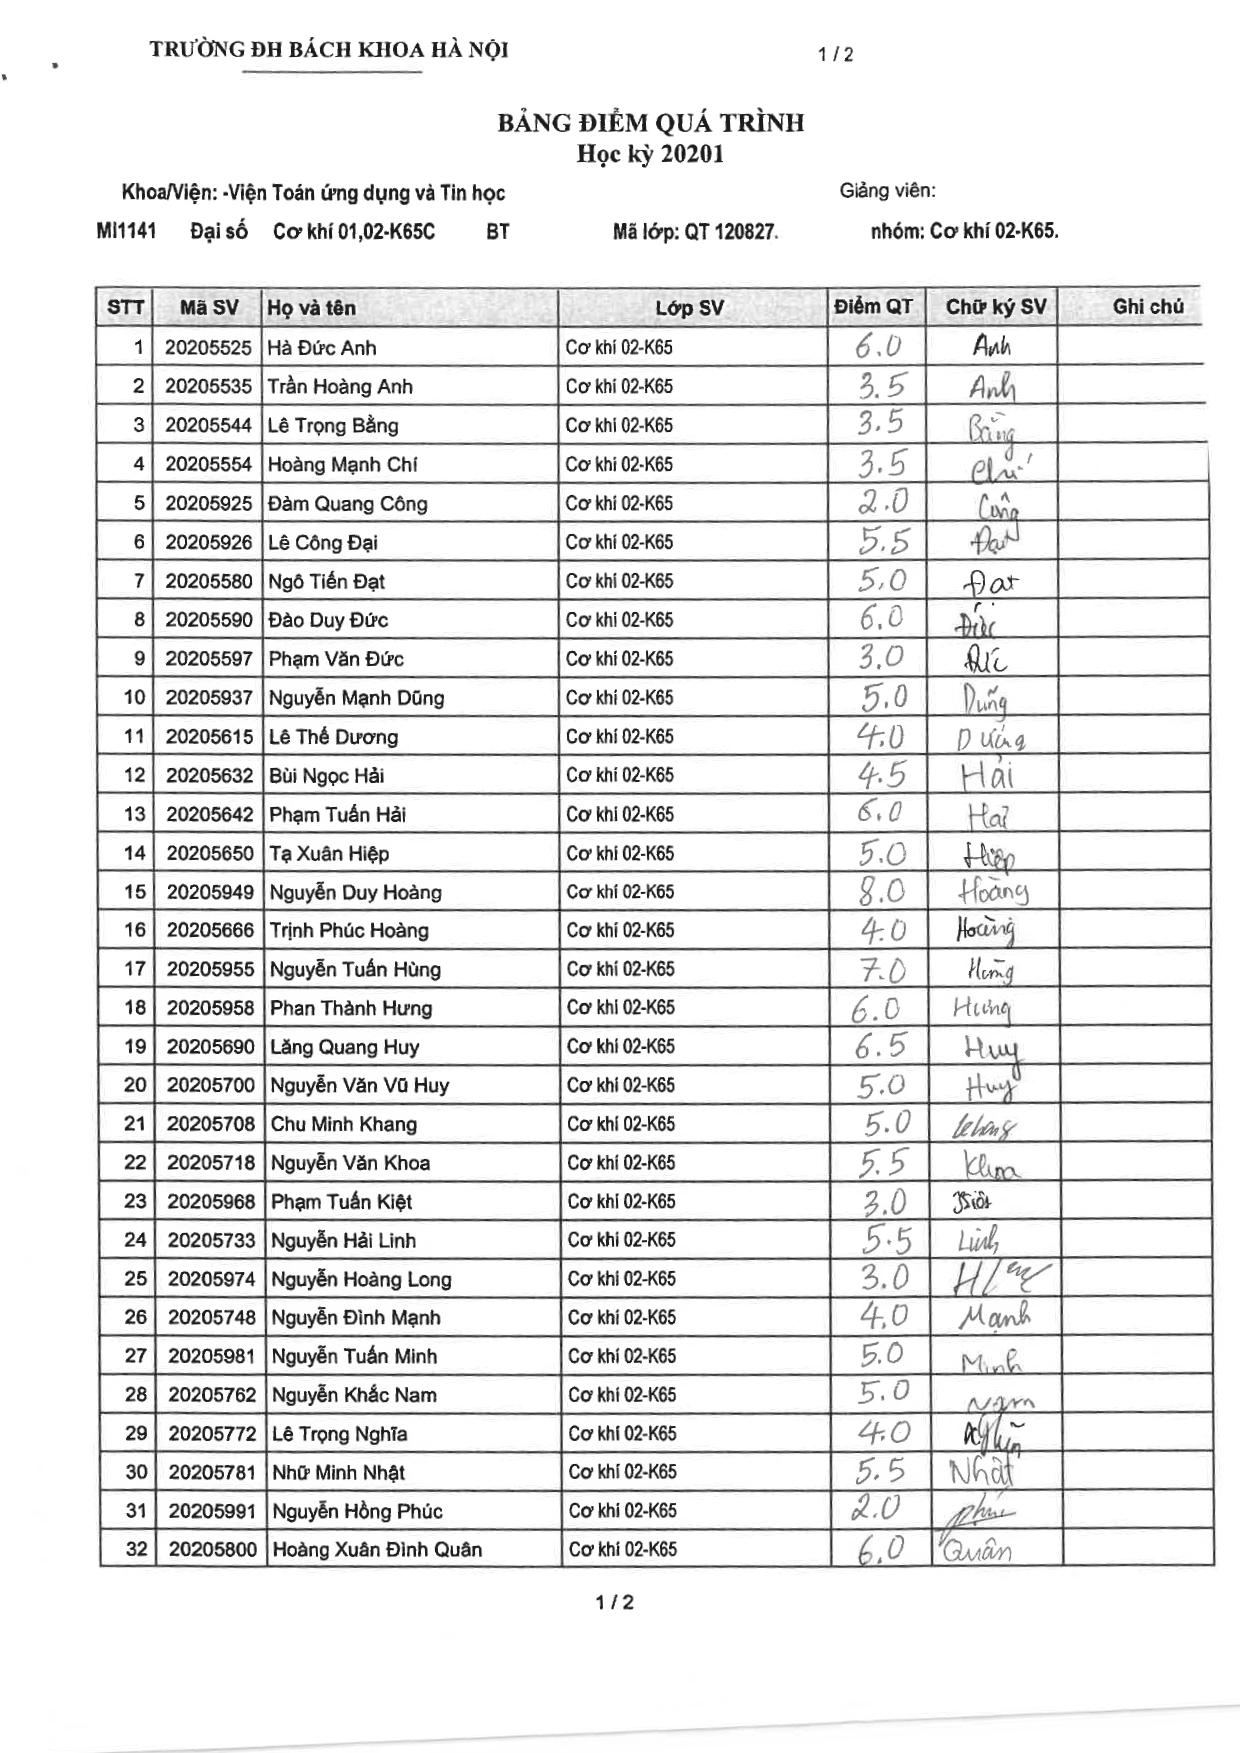 TRƯỜNG ĐH BÁCH KHOA HÀ NỘI 1 / 2
BẢNG ĐIỂM QUÁ TRÌNH
Học kỳ 20201
Khoa/Viện: -Viện Toán ứng dụng và Tin học Giảng viên:
MI1141 Đại số Cơ khí 01,02-K65C BT Mã lớp: QT 120827. nhóm: Cơ khí 02-K65.
STT Mã SV Họ và tên Lớp SV Điểm QT Chữ ký SV Ghi chú
1 20205525 Hà Đức Anh Cơ khí 02-K65 6.0 Anh
2 20205535 Trần Hoàng Anh Cơ khí 02-K65 3.5 Anh
3 20205544 Lê Trọng Bằng Cơ khí 02-K65 3.5 Bằng
4 20205554 Hoàng Mạnh Chí Cơ khí 02-K65 3.5 Chí
5 20205925 Đàm Quang Công Cơ khí 02-K65 2.0 Công
6 20205926 Lê Công Đại Cơ khí 02-K65 5.5 Đại
7 20205580 Ngô Tiến Đạt Cơ khí 02-K65 5.0 Đạt
8 20205590 Đào Duy Đức Cơ khí 02-K65 6.0 Đức
9 20205597 Phạm Văn Đức Cơ khí 02-K65 3.0 Đức
10 20205937 Nguyễn Mạnh Dũng Cơ khí 02-K65 5.0 Dũng
11 20205615 Lê Thế Dương Cơ khí 02-K65 4.0 Dương
12 20205632 Bùi Ngọc Hải Cơ khí 02-K65 4.5 Hải
13 20205642 Phạm Tuấn Hải Cơ khí 02-K65 6.0 Hải
14 20205650 Tạ Xuân Hiệp Cơ khí 02-K65 5.0 Hiệp
15 20205949 Nguyễn Duy Hoàng Cơ khí 02-K65 8.0 Hoàng
16 20205666 Trịnh Phúc Hoàng Cơ khí 02-K65 4.0 Hoàng
17 20205955 Nguyễn Tuấn Hùng Cơ khí 02-K65 7.0 Hùng
18 20205958 Phan Thành Hưng Cơ khí 02-K65 6.0 Hưng
19 20205690 Lăng Quang Huy Cơ khí 02-K65 6.5 Huy
20 20205700 Nguyễn Văn Vũ Huy Cơ khí 02-K65 5.0 Huy
21 20205708 Chu Minh Khang Cơ khí 02-K65 5.0 khang
22 20205718 Nguyễn Văn Khoa Cơ khí 02-K65 5.5 Khoa
23 20205968 Phạm Tuấn Kiệt Cơ khí 02-K65 3.0 Kiệt
24 20205733 Nguyễn Hải Linh Cơ khí 02-K65 5.5 Linh
25 20205974 Nguyễn Hoàng Long Cơ khí 02-K65 3.0
26 20205748 Nguyễn Đình Mạnh Cơ khí 02-K65 4.0 Mạnh
27 20205981 Nguyễn Tuấn Minh Cơ khí 02-K65 5.0 Minh
28 20205762 Nguyễn Khắc Nam Cơ khí 02-K65 5.0 Nam
29 20205772 Lê Trọng Nghĩa Cơ khí 02-K65 4.0 Nghĩa
30 20205781 Nhữ Minh Nhật Cơ khí 02-K65 5.5 Nhật
31 20205991 Nguyễn Hồng Phúc Cơ khí 02-K65 2.0 phúc
32 20205800 Hoàng Xuân Đình Quân Cơ khí 02-K65 6.0 Quân
1 / 2